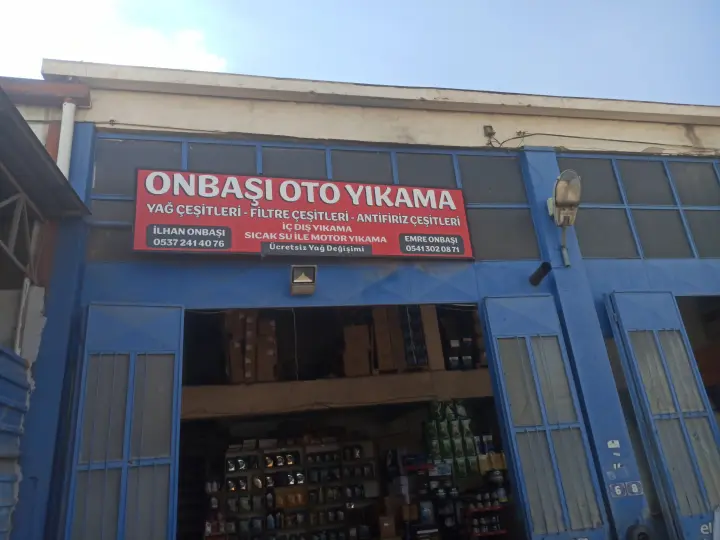 ONBAŞI OTO YIKAMA
YAĞ ÇEŞİTLERİ - FİLTRE ÇEŞİTLERİ - ANTİFİRİZ ÇEŞİTLERİ
İÇ DIŞ YIKAMA
SICAK SU İLE MOTOR YIKAMA
Ücretsiz Yağ Değişimi
İLHAN ONBAŞI
0537 241 40 76
EMRE ONBAŞI
0541 302 08 71